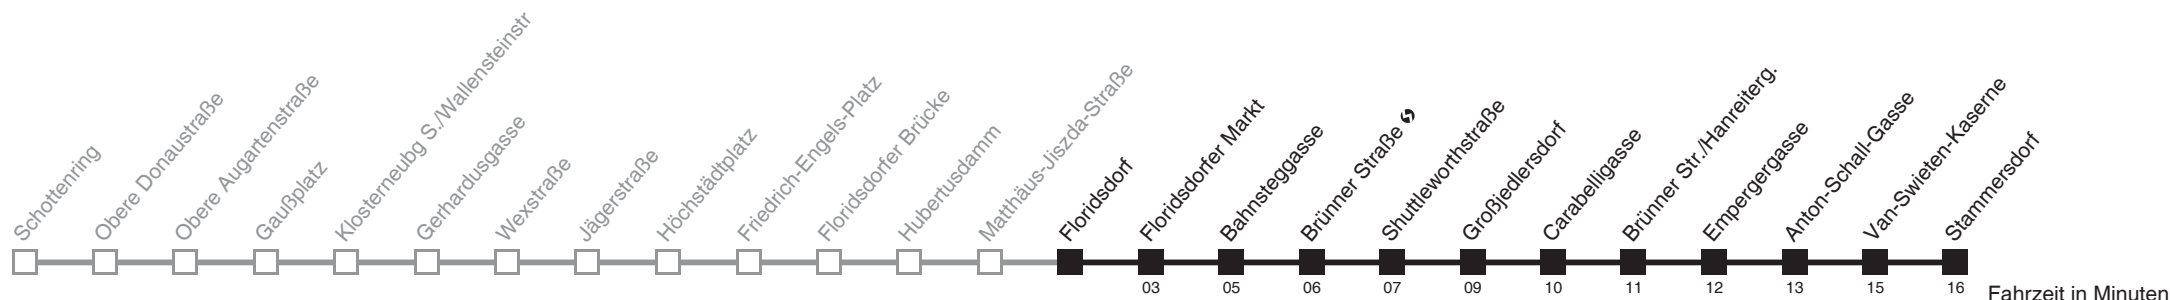 Schottenring
Obere Donaustraße
Obere Augartenstraße
Gaußplatz
Klosterneubg S./Wallensteinstr
Gerhardusgasse
Wexstraße
Jägerstraße
Höchstädtplatz
Friedrich-Engels-Platz
Floridsdorfer Brücke
Hubertusdamm
Matthäus-Jiszda-Straße
Floridsdorf
Floridsdorfer Markt
Bahnsteggasse
Brünner Straße
Shuttleworthstraße
Großjedlersdorf
Carabelligasse
Brünner Str./Hanreiterg.
Empergergasse
Anton-Schall-Gasse
Van-Swieten-Kaserne
Stammersdorf
03 05 06 07 09 10 11 12 13 15 16 Fahrzeit in Minuten